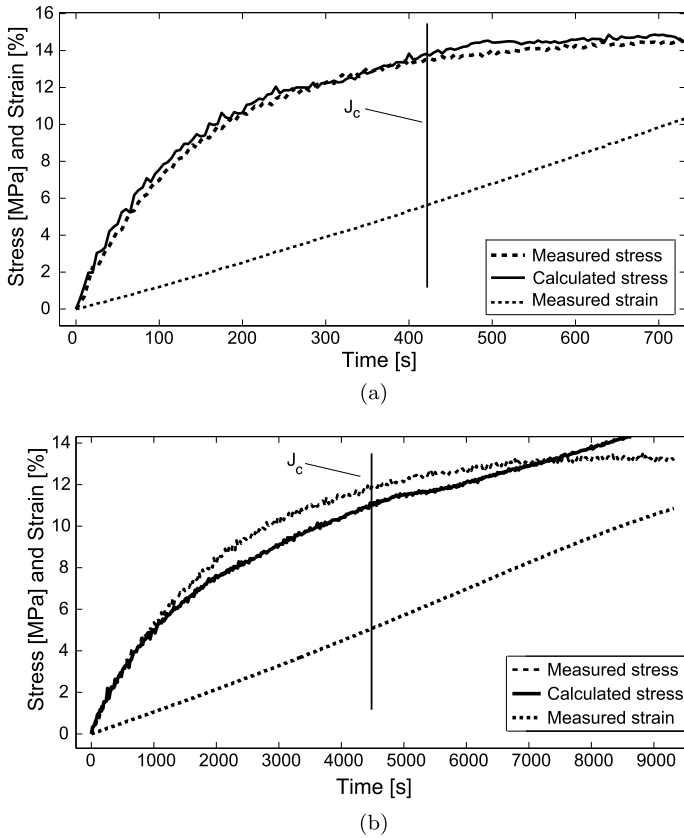 Stress [MPa] and Strain [%]
16
14
12
10
8
6
4
2
0
J_c
Measured stress
Calculated stress
Measured strain
0 100 200 300 400 500 600 700
Time [s]
(a)
Stress [MPa] and Strain [%]
14
12
10
8
6
4
2
0
J_c
Measured stress
Calculated stress
Measured strain
0 1000 2000 3000 4000 5000 6000 7000 8000 9000
Time [s]
(b)